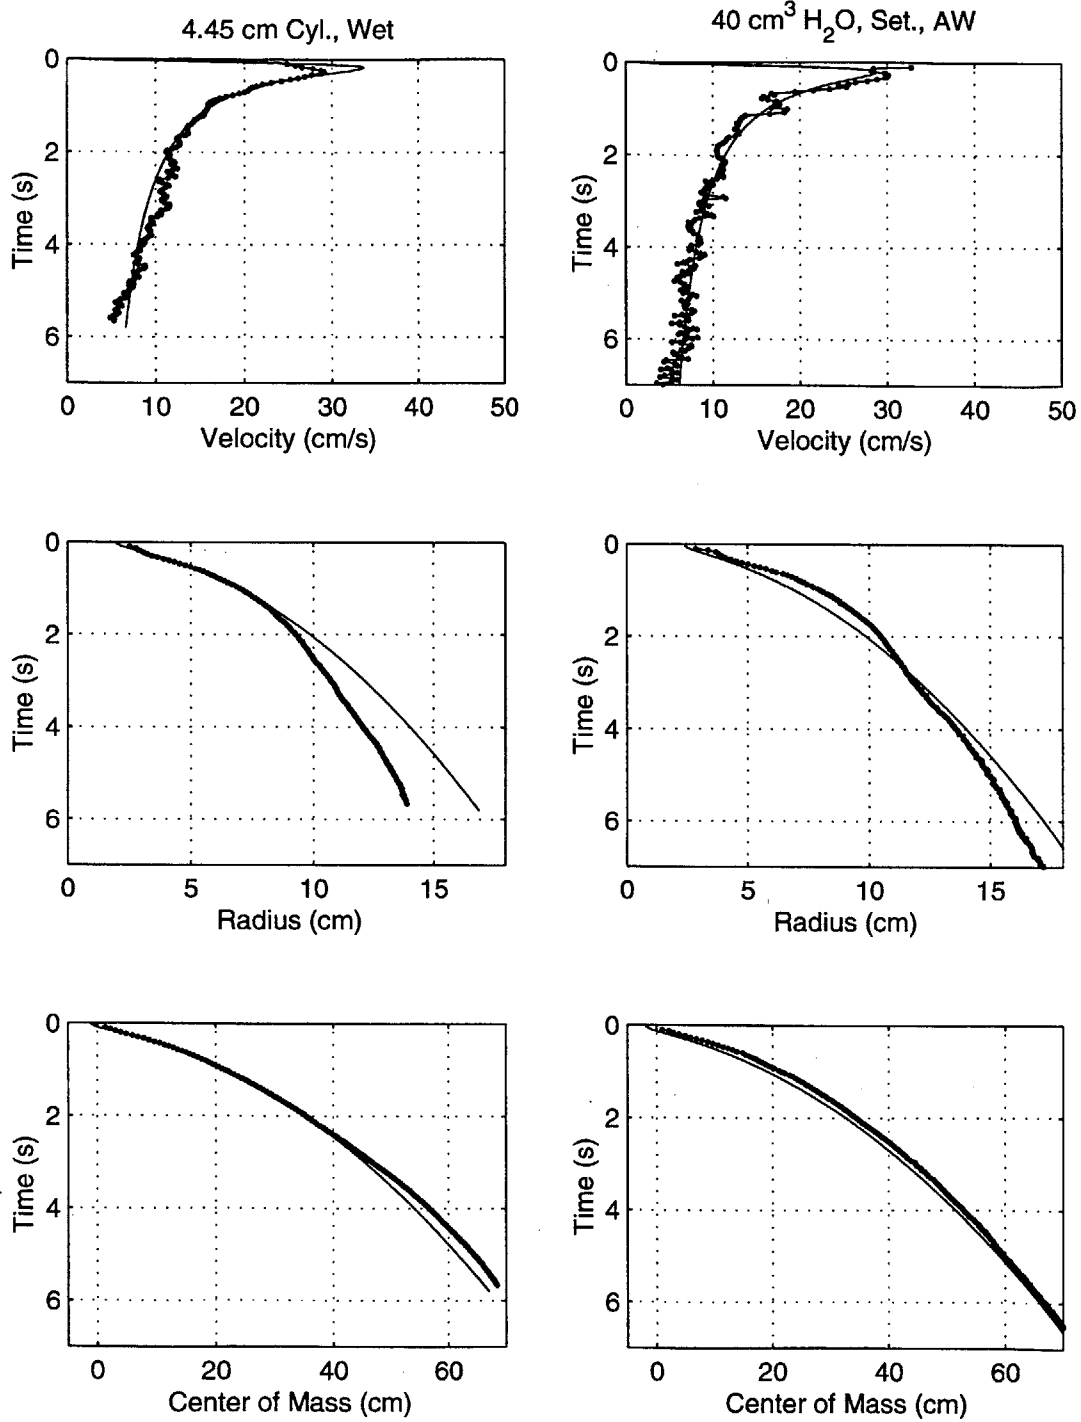 4.45 cm Cyl., Wet
0
2
4
6
Time (s)
0 10 20 30 40 50
Velocity (cm/s)
40 cm³ H₂O, Set., AW
0
2
4
6
Time (s)
0 10 20 30 40 50
Velocity (cm/s)
0
2
4
6
Time (s)
0 5 10 15
Radius (cm)
0
2
4
6
Time (s)
0 5 10 15
Radius (cm)
0
2
4
6
Time (s)
0 20 40 60
Center of Mass (cm)
0
2
4
6
Time (s)
0 20 40 60
Center of Mass (cm)